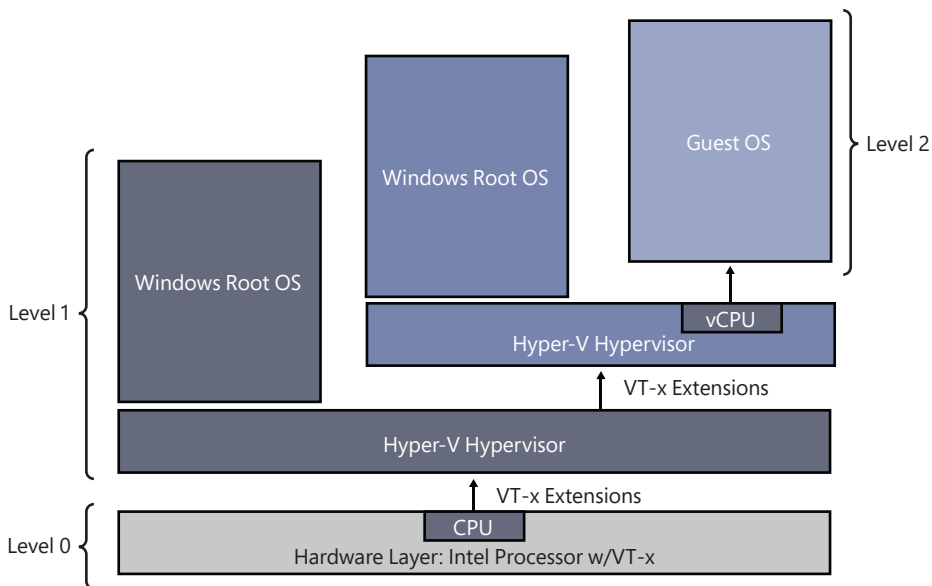 Guest OS
Level 2
Windows Root OS
Windows Root OS
Level 1
vCPU
Hyper-V Hypervisor
VT-x Extensions
Hyper-V Hypervisor
VT-x Extensions
CPU
Level 0
Hardware Layer: Intel Processor w/VT-x